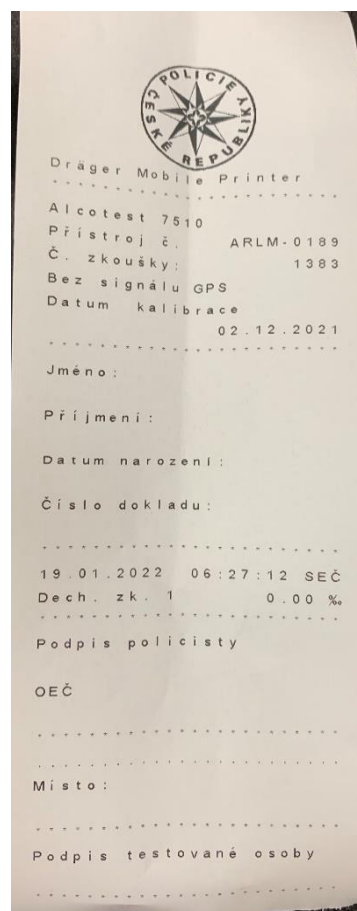 POLICIE
ČESKÉ REPUBLIKY
Dräger Mobile Printer
Alcotest 7510
Přístroj č. ARLM-0189
Č. zkoušky: 1383
Bez signálu GPS
Datum kalibrace
02.12.2021
Jméno:
Příjmení:
Datum narození:
Číslo dokladu:
19.01.2022 06:27:12 SEČ
Dech. zk. 1 0.00 ‰
Podpis policisty
OEČ
Místo:
Podpis testované osoby